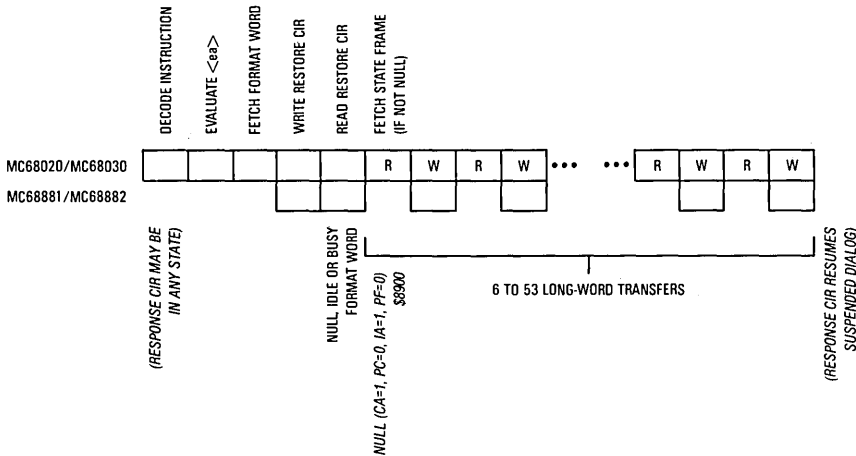 DECODE INSTRUCTION
EVALUATE <ea>
FETCH FORMAT WORD
WRITE RESTORE CIR
READ RESTORE CIR
FETCH STATE FRAME
(IF NOT NULL)
MC68020/MC68030
R W R W ••• ••• R W R W
MC68881/MC68882
(RESPONSE CIR MAY BE
IN ANY STATE)
NULL, IDLE OR BUSY
FORMAT WORD
NULL (CA=1, PC=0, IA=1, PF=0)
$8900
6 TO 53 LONG-WORD TRANSFERS
(RESPONSE CIR RESUMES
SUSPENDED DIALOG)